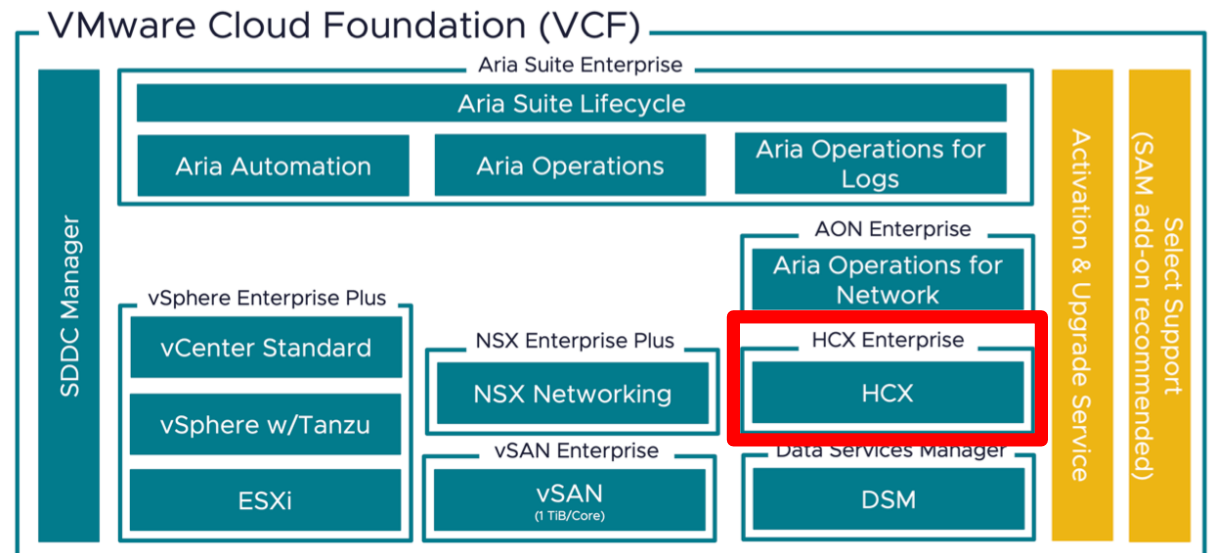 VMware Cloud Foundation (VCF)
SDDC Manager
Aria Suite Enterprise
Aria Suite Lifecycle
Aria Automation
Aria Operations
Aria Operations for
Logs
vSphere Enterprise Plus
vCenter Standard
vSphere w/Tanzu
ESXi
NSX Enterprise Plus
NSX Networking
vSAN Enterprise
vSAN
(1 TiB/Core)
AON Enterprise
Aria Operations for
Network
HCX Enterprise
HCX
Data Services Manager
DSM
Activation & Upgrade Service
Select Support
(SAM add-on recommended)